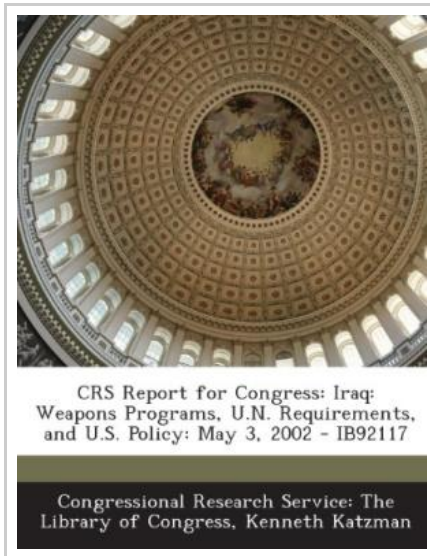 CRS Report for Congress: Iraq:
Weapons Programs, U.N. Requirements,
and U.S. Policy: May 3, 2002 - IB92117
Congressional Research Service: The
Library of Congress, Kenneth Katzman